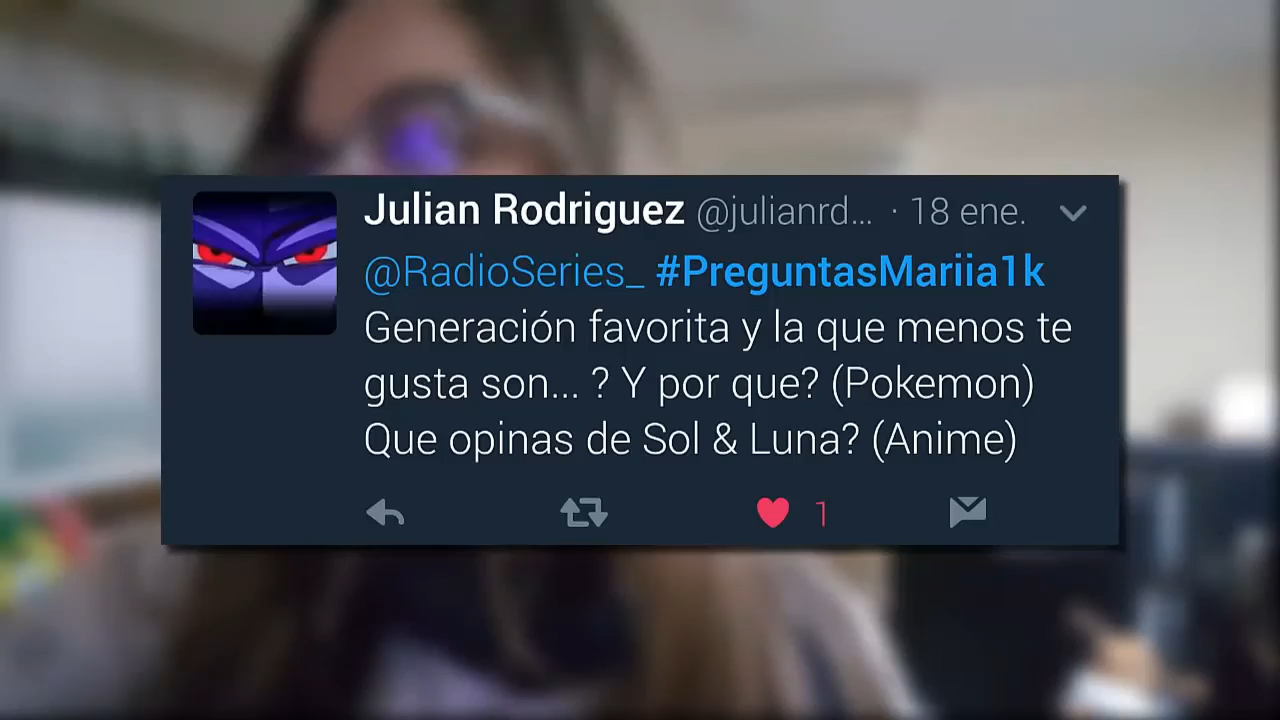 Julian Rodriguez @julianrd... · 18 ene.
@RadioSeries_ #PreguntasMariia1k
Generación favorita y la que menos te
gusta son... ? Y por que? (Pokemon)
Que opinas de Sol & Luna? (Anime)
1